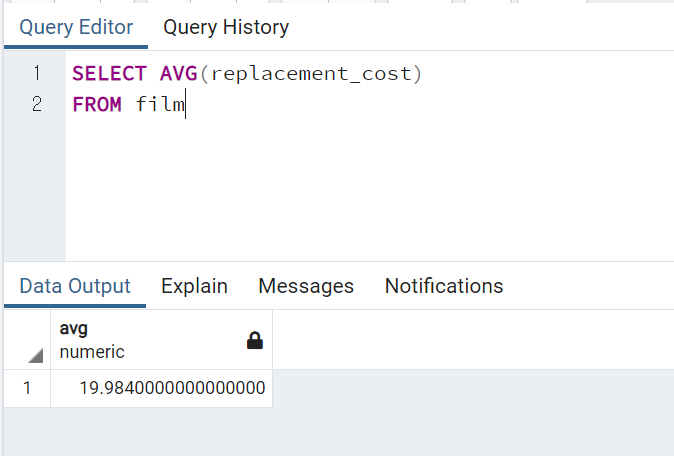 Query Editor Query History
1 SELECT AVG(replacement_cost)
2 FROM film
Data Output Explain Messages Notifications
avg
numeric
1 19.9840000000000000